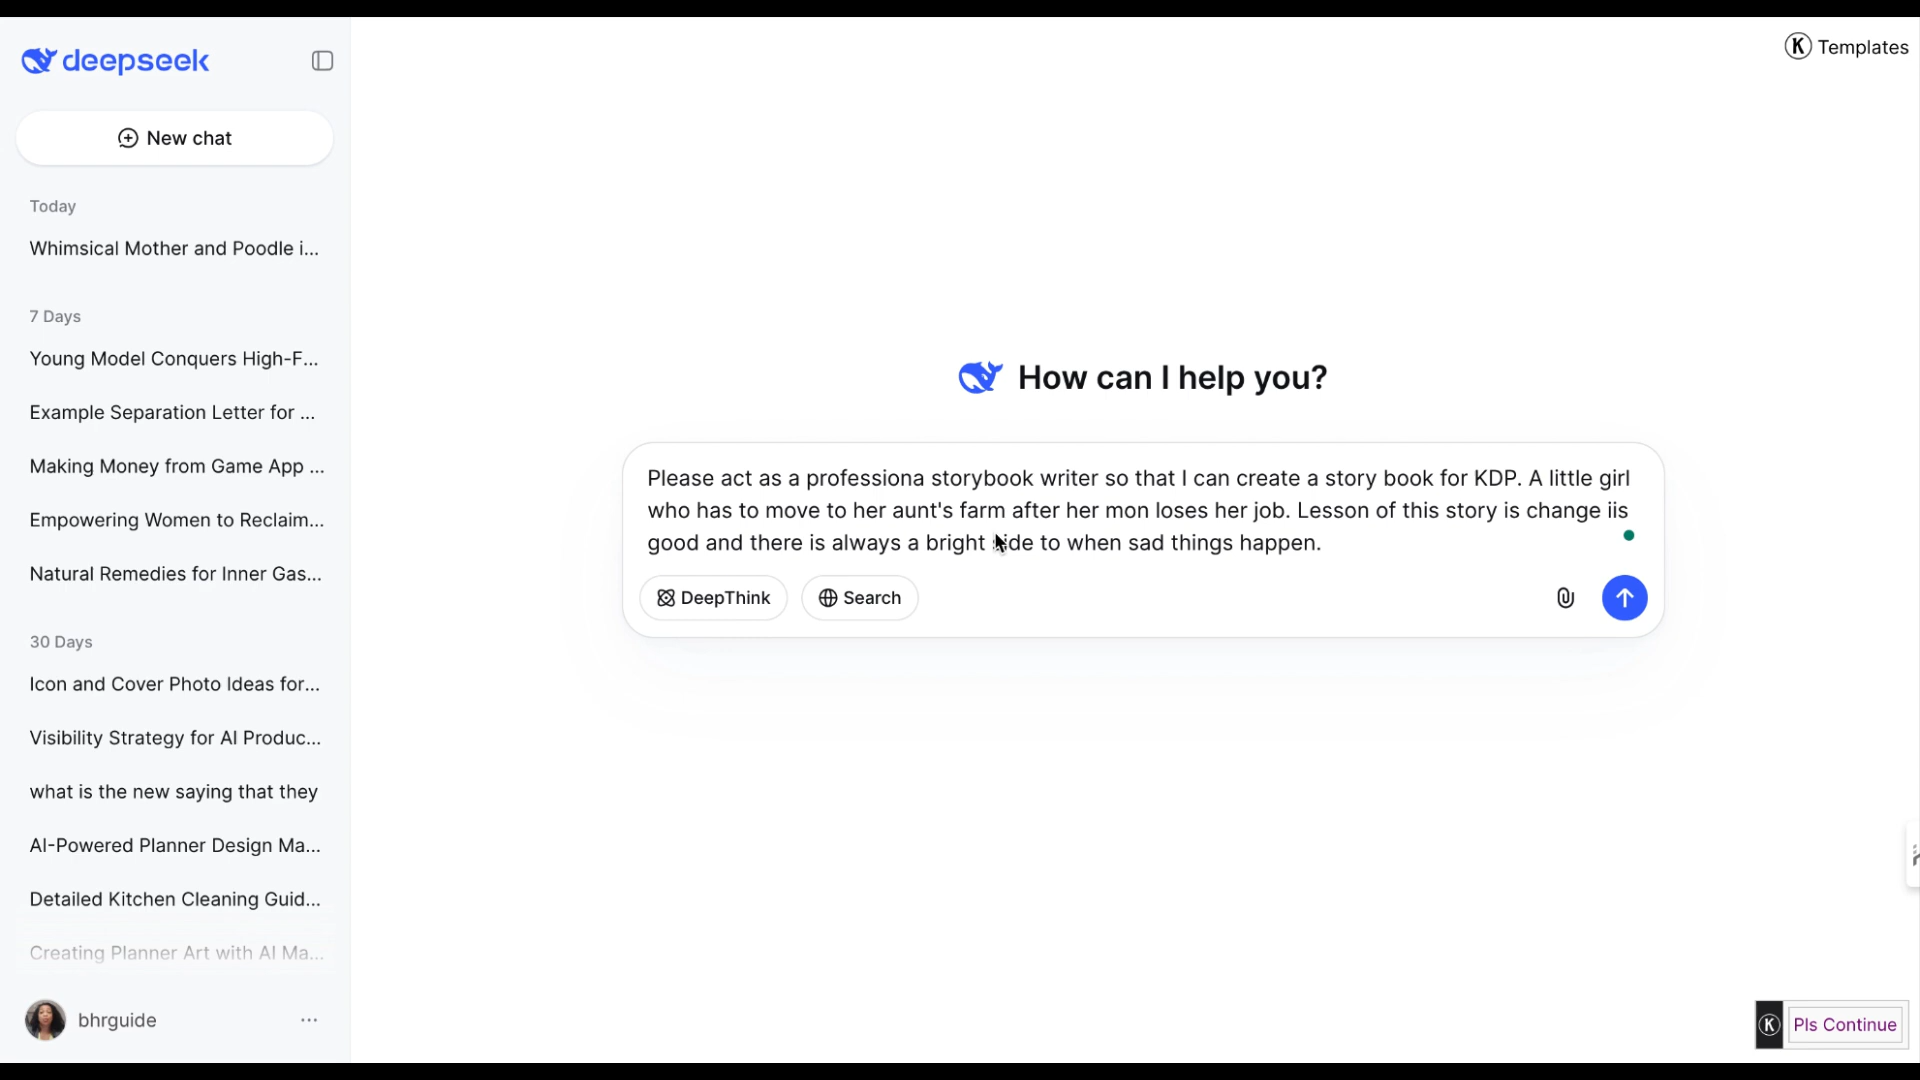 deepseek
Templates
New chat
Today
Whimsical Mother and Poodle i...
7 Days
Young Model Conquers High-F...
Example Separation Letter for ...
Making Money from Game App ...
Empowering Women to Reclaim...
Natural Remedies for Inner Gas...
30 Days
Icon and Cover Photo Ideas for...
Visibility Strategy for AI Produc...
what is the new saying that they
AI-Powered Planner Design Ma...
Detailed Kitchen Cleaning Guid...
Creating Planner Art with AI Ma...
bhrguide
How can I help you?
Please act as a professiona storybook writer so that I can create a story book for KDP. A little girl
who has to move to her aunt's farm after her mon loses her job. Lesson of this story is change iis
good and there is always a bright side to when sad things happen.
DeepThink
Search
K Pls Continue